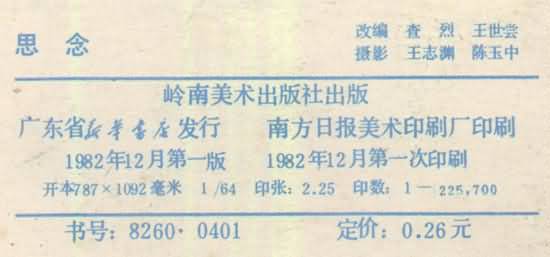 思念
改编 查烈 王世尝
摄影 王志渊 陈玉中
岭南美术出版社出版
广东省新华书店发行 南方日报美术印刷厂印刷
1982年12月第一版 1982年12月第一次印刷
开本787×1092毫米 1/64 印张：2.25 印数：1—225,700
书号：8260·0401 定价：0.26元